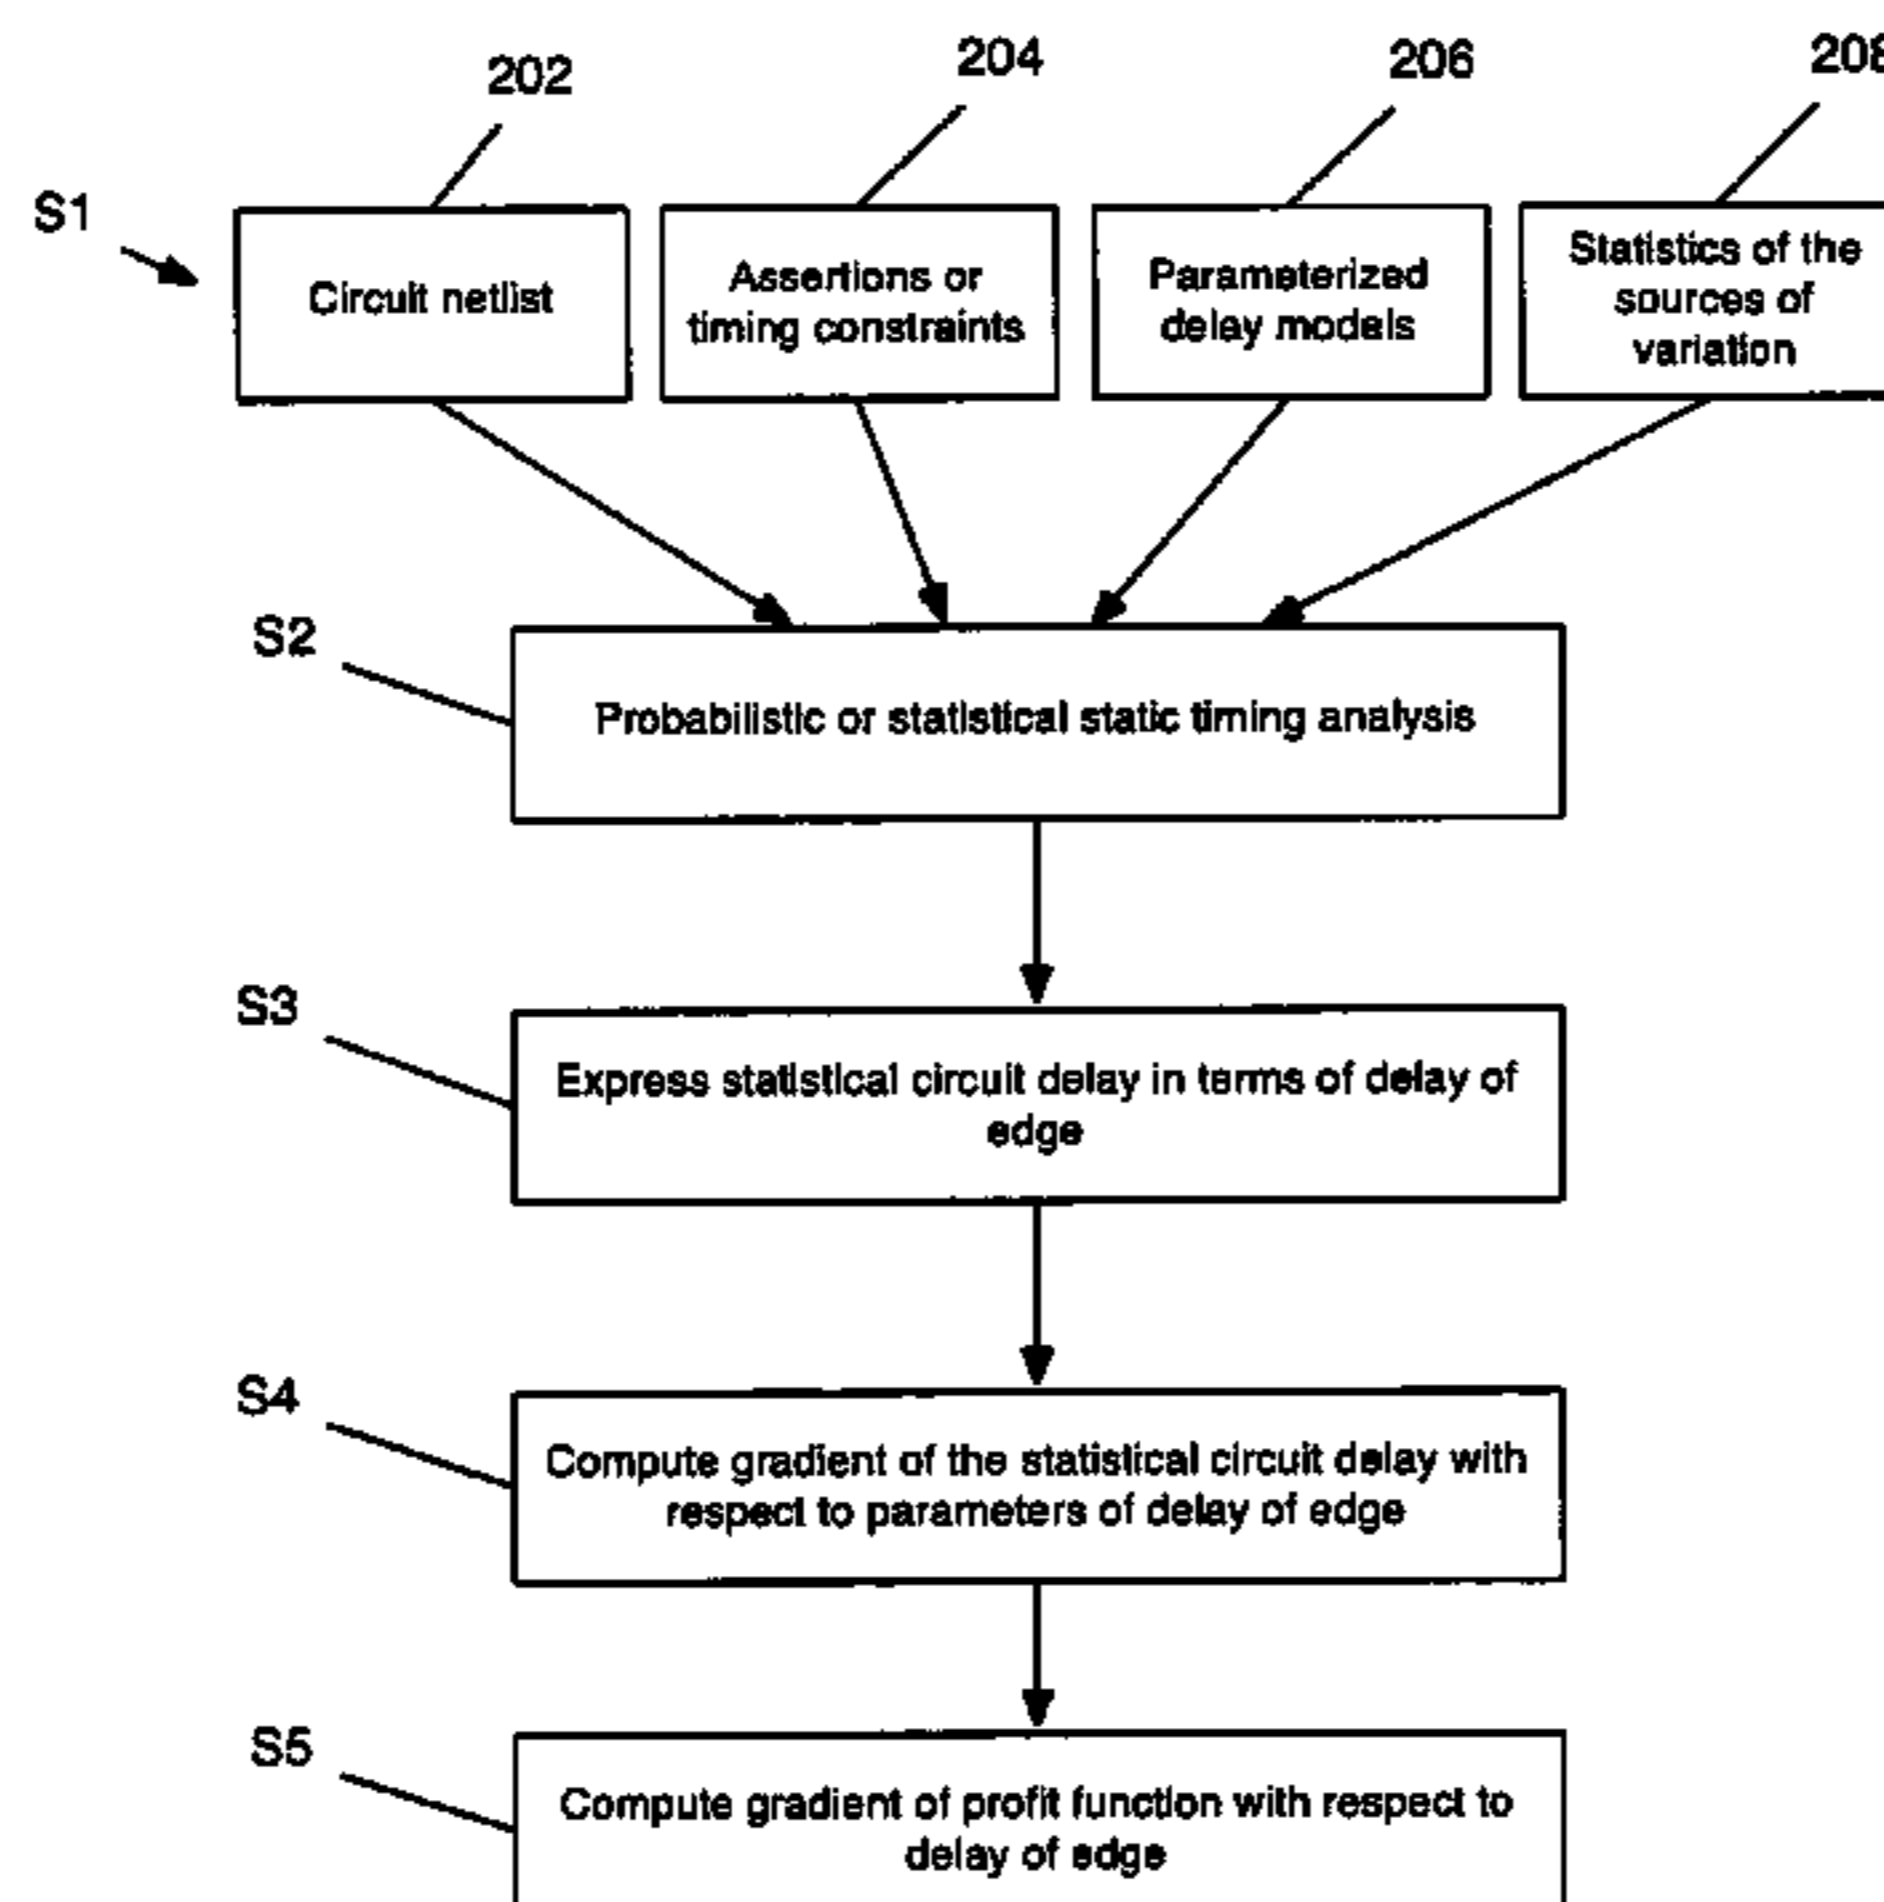 202
204
206
208
S1
Circuit netlist
Assertions or
timing constraints
Parameterized
delay models
Statistics of the
sources of
variation
S2
Probabilistic or statistical static timing analysis
S3
Express statistical circuit delay in terms of delay of
edge
S4
Compute gradient of the statistical circuit delay with
respect to parameters of delay of edge
S5
Compute gradient of profit function with respect to
delay of edge